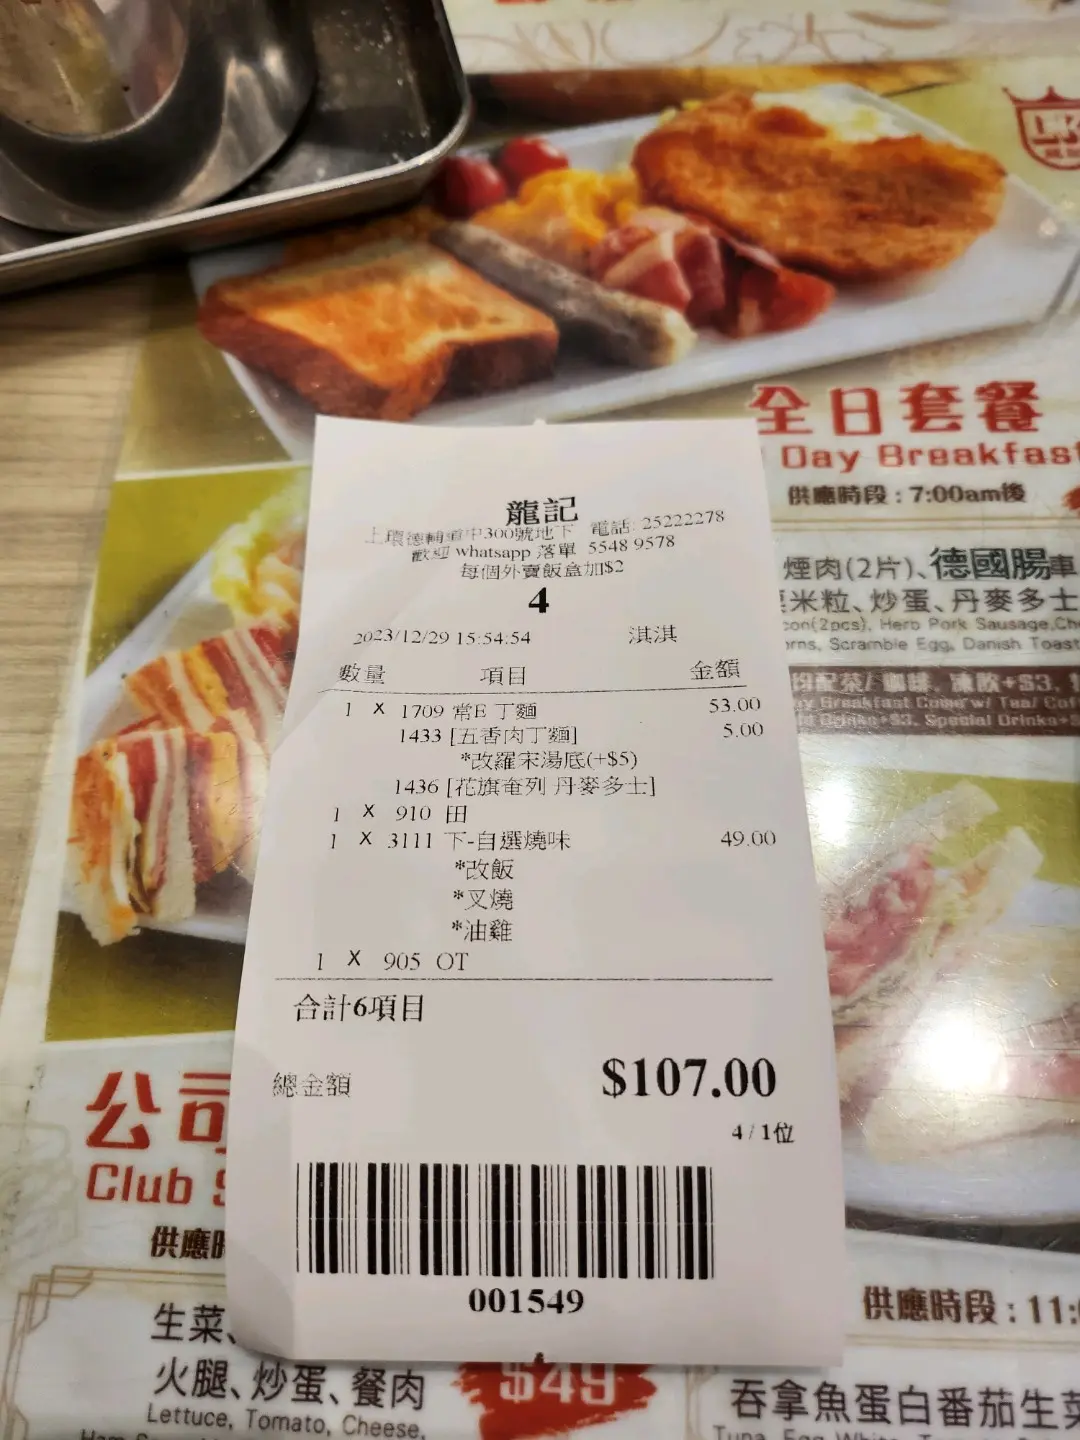 全日套餐
Day Breakfast
供應時段：7:00am後
煙肉(2片)、德國腸
米粒、炒蛋、丹麥多士
con(2pcs), Hero Pork Sausage, Che
rns, Scramble Egg, Danish Toast
龍記
上環德輔道中300號地下 電話: 25222278
歡迎 whatsapp 落單 5548 9578
每個外賣飯盒加$2
4
2023/12/29 15:54:54 淇淇
數量 項目 金額
1 X 1709 常E 丁麵 53.00
1433 [五香肉丁麵] 5.00
*改羅宋湯底(+$5)
1436 [花旗奄列 丹麥多士]
1 X 910 田
1 X 3111 下-自選燒味 49.00
*改飯
*叉燒
*油雞
1 X 905 OT
合計6項目
總金額 $107.00
4 / 1位
001549
公司
Club
供應時
生菜、
火腿、炒蛋、餐肉
Lettuce, Tomato, Cheese,
$49
供應時段：11:
吞拿魚蛋白番茄生菜